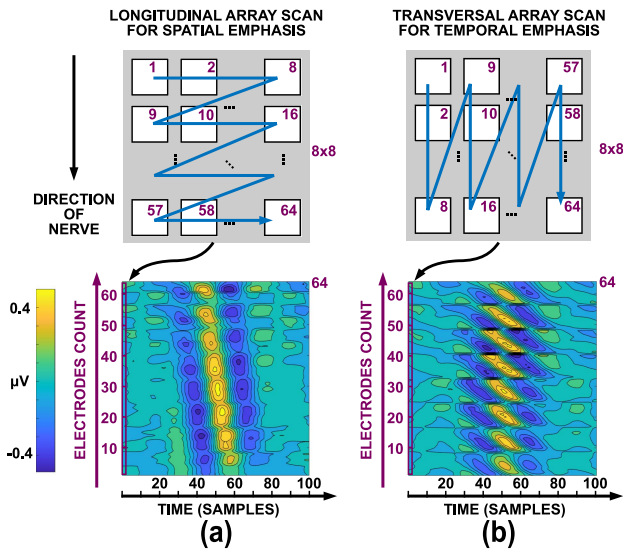 LONGITUDINAL ARRAY SCAN
FOR SPATIAL EMPHASIS
1 2 8
9 10 16
...
8x8
57 58 64
...
DIRECTION
OF
NERVE
TRANSVERSAL ARRAY SCAN
FOR TEMPORAL EMPHASIS
1 9 57
...
2 10 58
8x8
8 16 64
...
0.4
µV
-0.4
ELECTRODES COUNT
64
60
50
40
30
20
10
20 40 60 80 100
TIME (SAMPLES)
(a)
ELECTRODES COUNT
64
60
50
40
30
20
10
20 40 60 80 100
TIME (SAMPLES)
(b)